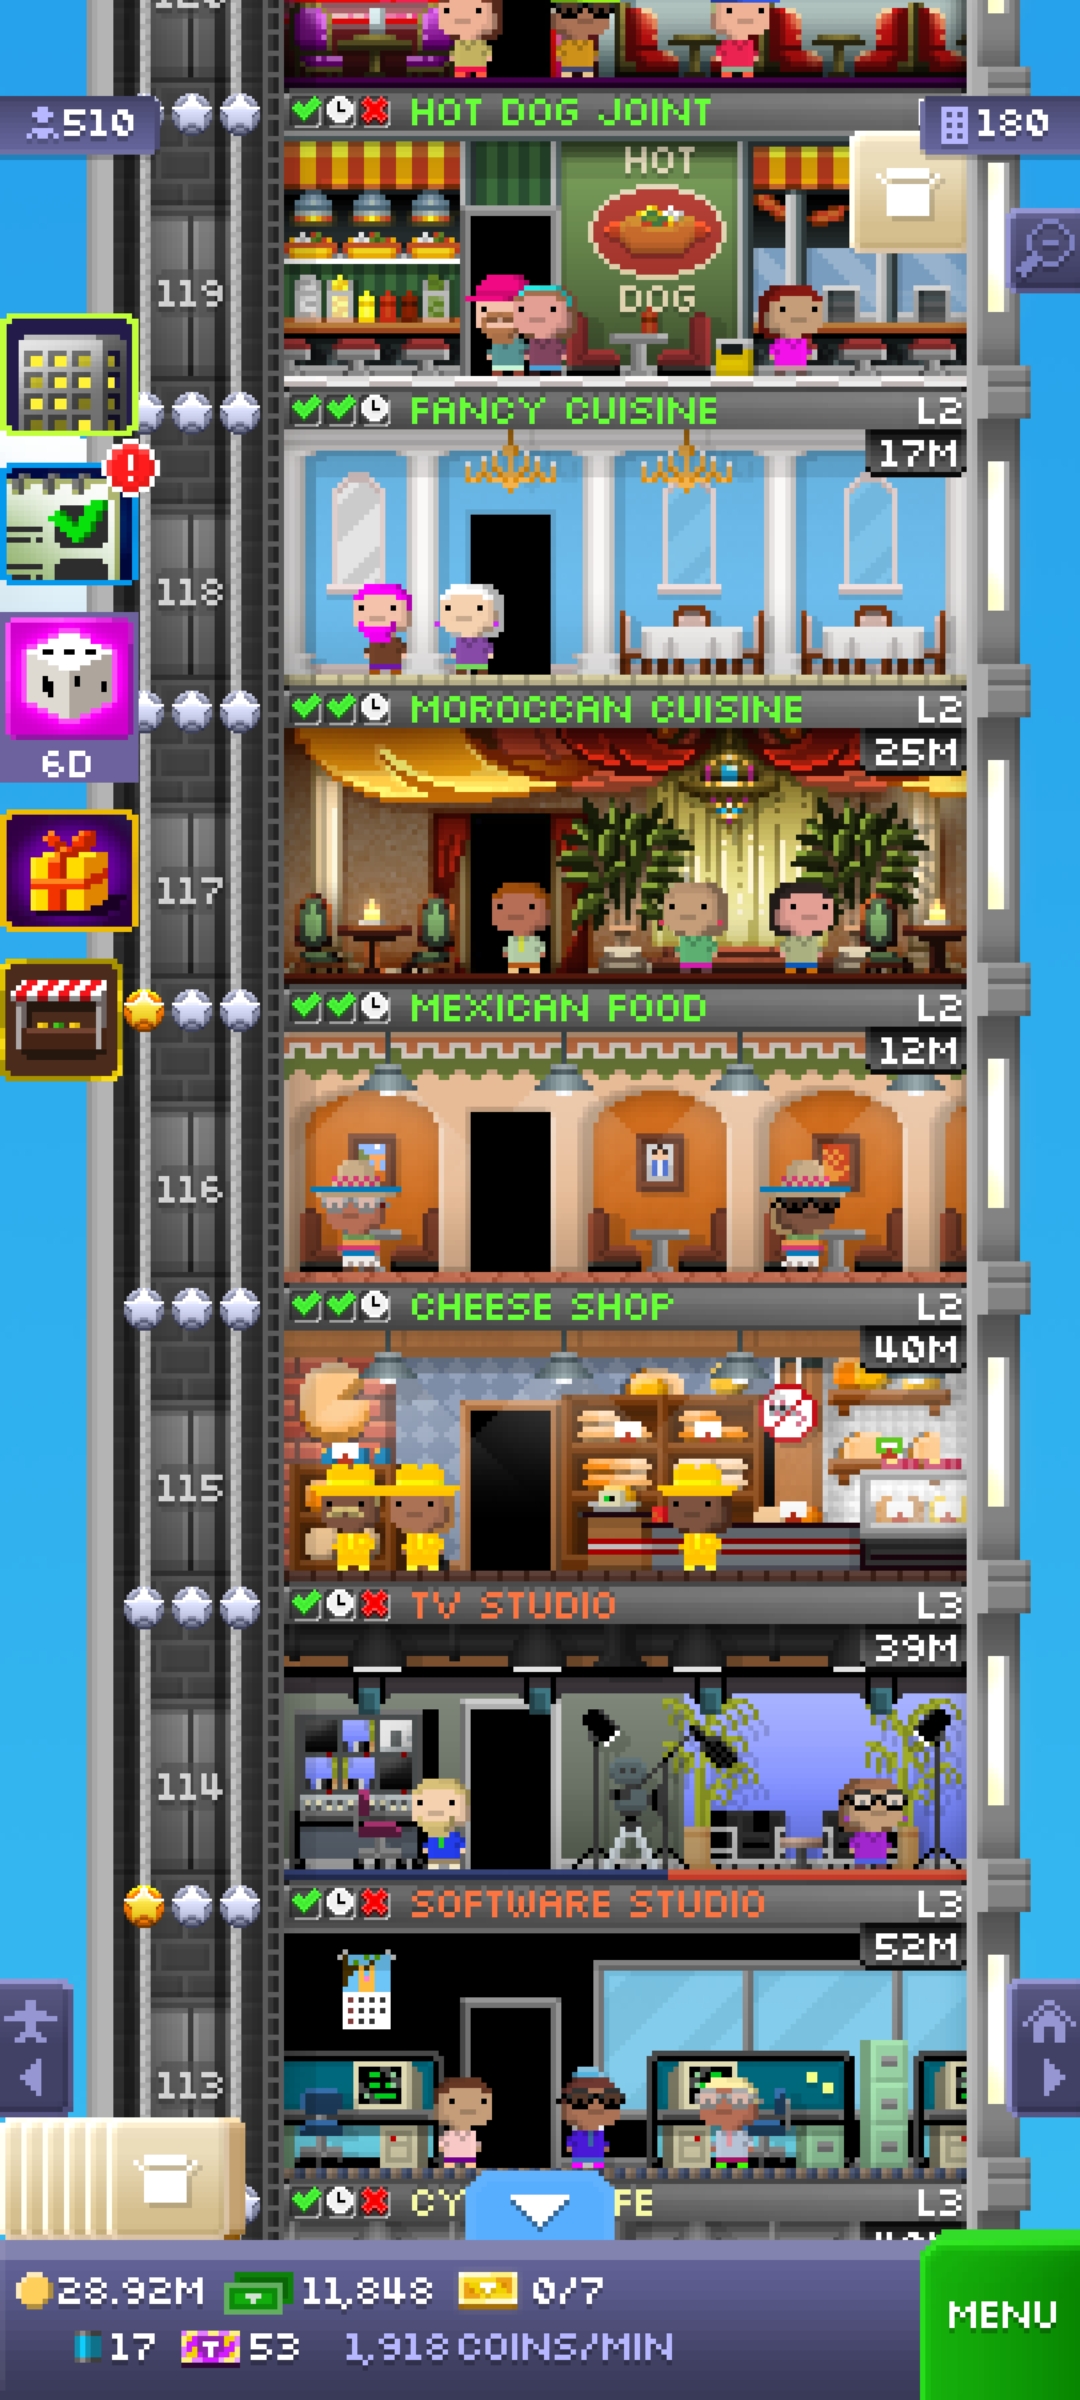 HOT DOG JOINT
510
180
HOT
DOG
119
FANCY CUISINE L2
17M
118
MOROCCAN CUISINE L2
6D
25M
117
MEXICAN FOOD L2
12M
116
CHEESE SHOP L2
40M
115
TV STUDIO L3
39M
114
SOFTWARE STUDIO L3
52M
113
L3
28.92M 11,848 0/7
MENU
17 T 53 1,918 COINS/MIN